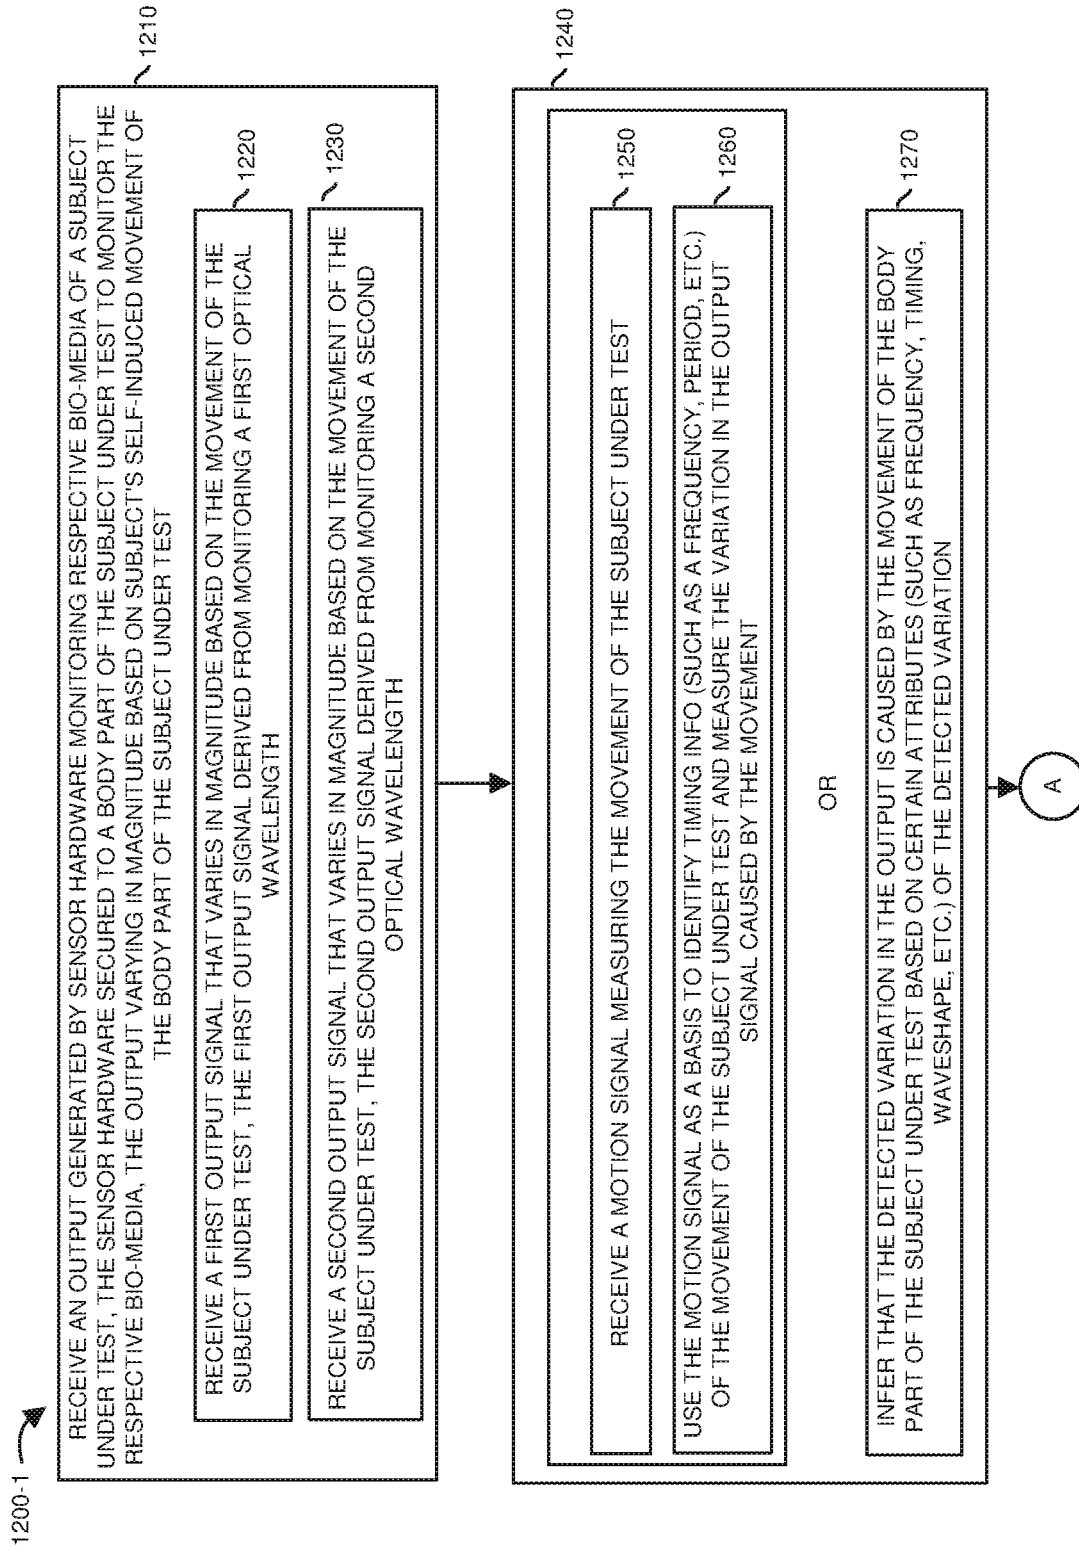 1200-1
RECEIVE AN OUTPUT GENERATED BY SENSOR HARDWARE MONITORING RESPECTIVE BIO-MEDIA OF A SUBJECT
UNDER TEST, THE SENSOR HARDWARE SECURED TO A BODY PART OF THE SUBJECT UNDER TEST TO MONITOR THE
RESPECTIVE BIO-MEDIA, THE OUTPUT VARYING IN MAGNITUDE BASED ON SUBJECT'S SELF-INDUCED MOVEMENT OF
THE BODY PART OF THE SUBJECT UNDER TEST
1210
RECEIVE A FIRST OUTPUT SIGNAL THAT VARIES IN MAGNITUDE BASED ON THE MOVEMENT OF THE
SUBJECT UNDER TEST, THE FIRST OUTPUT SIGNAL DERIVED FROM MONITORING A FIRST OPTICAL
WAVELENGTH
1220
RECEIVE A SECOND OUTPUT SIGNAL THAT VARIES IN MAGNITUDE BASED ON THE MOVEMENT OF THE
SUBJECT UNDER TEST, THE SECOND OUTPUT SIGNAL DERIVED FROM MONITORING A SECOND
OPTICAL WAVELENGTH
1230
1240
RECEIVE A MOTION SIGNAL MEASURING THE MOVEMENT OF THE SUBJECT UNDER TEST
1250
USE THE MOTION SIGNAL AS A BASIS TO IDENTIFY TIMING INFO (SUCH AS A FREQUENCY, PERIOD, ETC.)
OF THE MOVEMENT OF THE SUBJECT UNDER TEST AND MEASURE THE VARIATION IN THE OUTPUT
SIGNAL CAUSED BY THE MOVEMENT
1260
OR
INFER THAT THE DETECTED VARIATION IN THE OUTPUT IS CAUSED BY THE MOVEMENT OF THE BODY
PART OF THE SUBJECT UNDER TEST BASED ON CERTAIN ATTRIBUTES (SUCH AS FREQUENCY, TIMING,
WAVESHAPE, ETC.) OF THE DETECTED VARIATION
1270
A